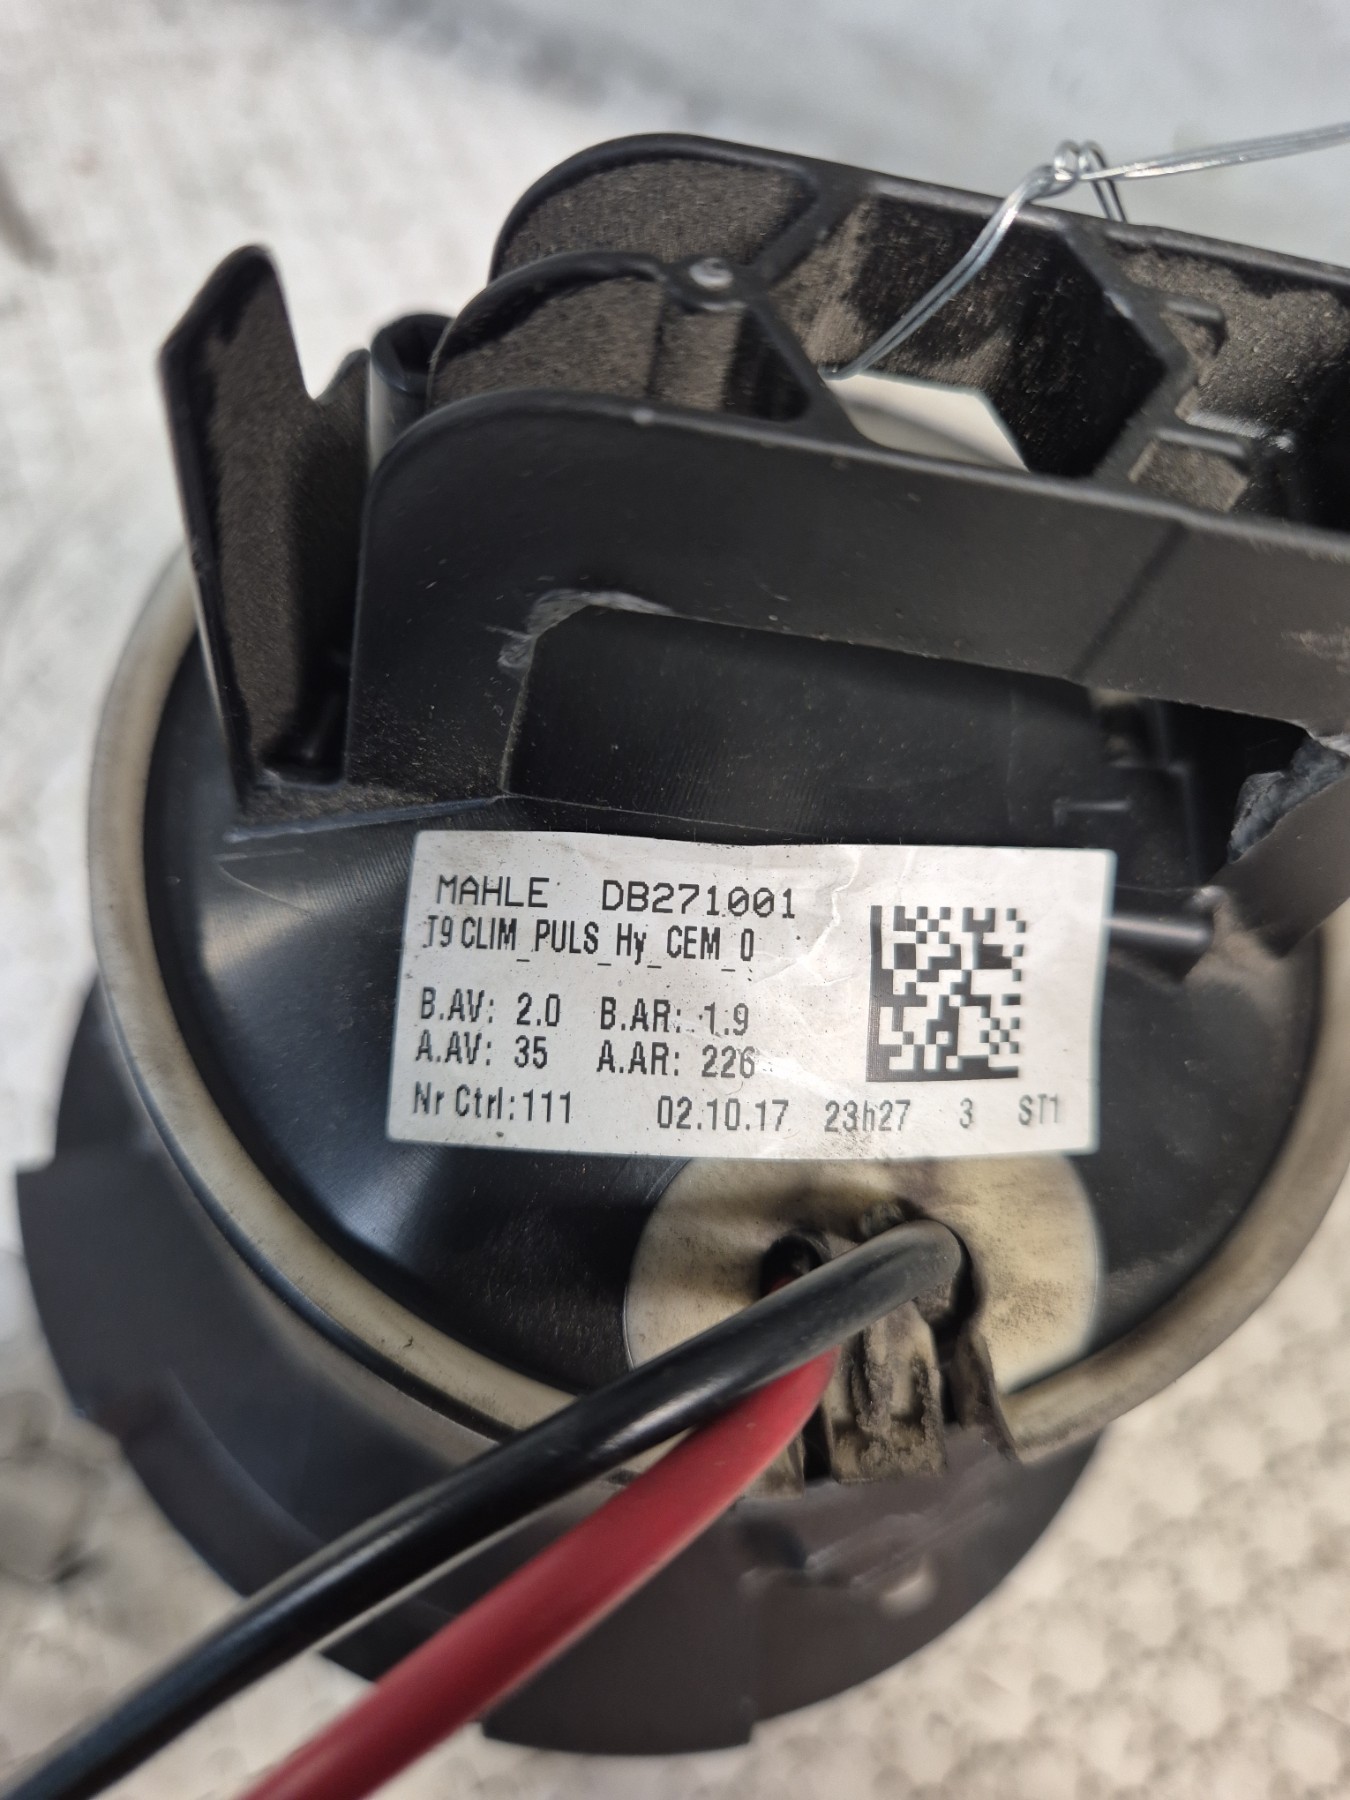 MAHLE DB271001
T9 CLIM_PULS_Hy_CEM_0
B.AV: 2.0 B.AR: 1.9
A.AV: 35 A.AR: 226
Nr Ctrl:111 02.10.17 23h27 3 ST1